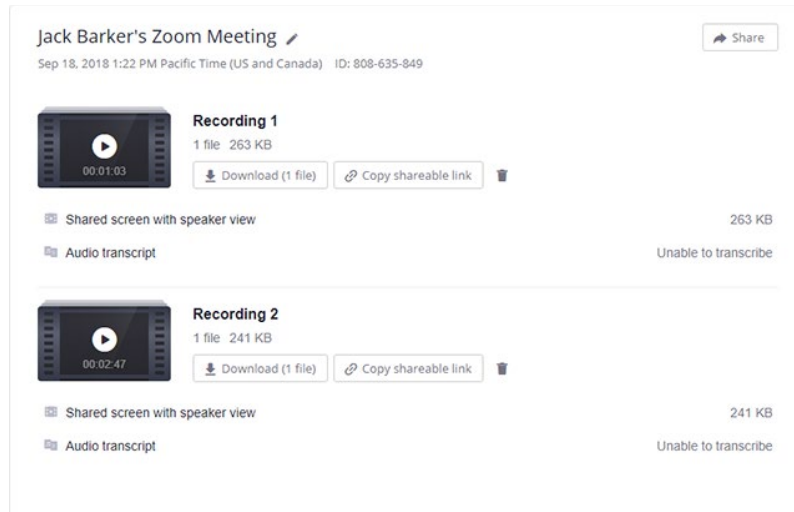 Jack Barker's Zoom Meeting
Share
Sep 18, 2018 1:22 PM Pacific Time (US and Canada) ID: 808-635-849
Recording 1
1 file 263 KB
00:01:03
Download (1 file) Copy shareable link
Shared screen with speaker view 263 KB
Audio transcript Unable to transcribe
Recording 2
1 file 241 KB
00:02:47
Download (1 file) Copy shareable link
Shared screen with speaker view 241 KB
Audio transcript Unable to transcribe